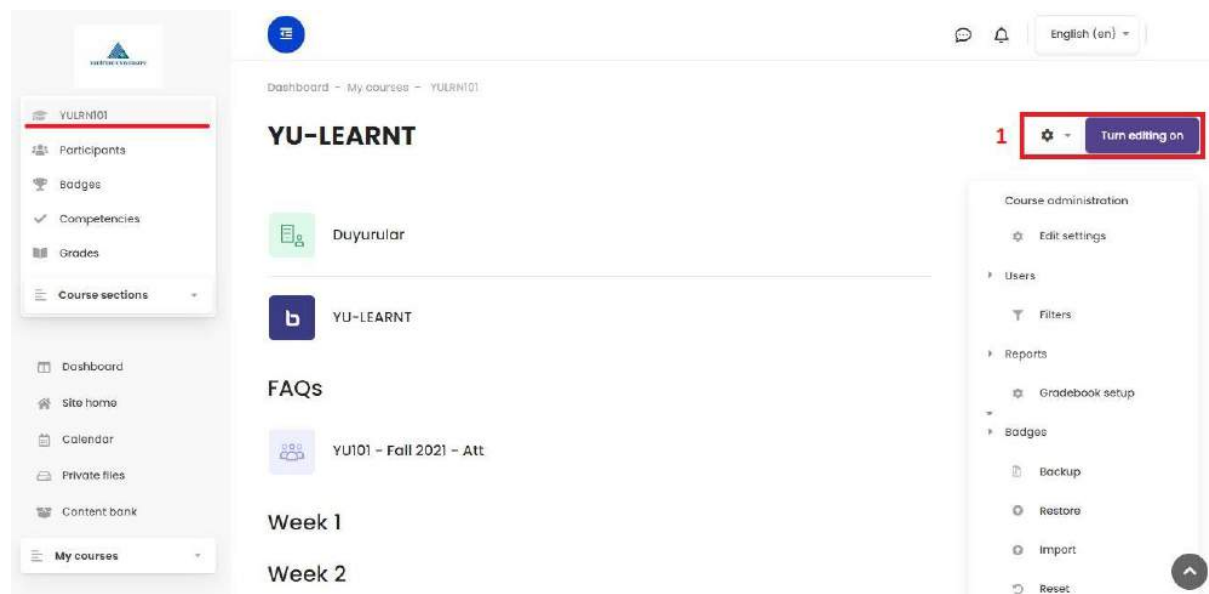 English (en)
Dashboard - My courses - YULRN101
YULRN101
Participants
Badges
Competencies
Grades
Course sections
Dashboard
Site home
Calendar
Private files
Content bank
My courses
YU-LEARNT
1
Turn editing on
Duyurular
YU-LEARNT
FAQs
YU101 - Fall 2021 - Att
Week 1
Week 2
Course administration
Edit settings
Users
Filters
Reports
Gradebook setup
Badges
Backup
Restore
Import
Reset